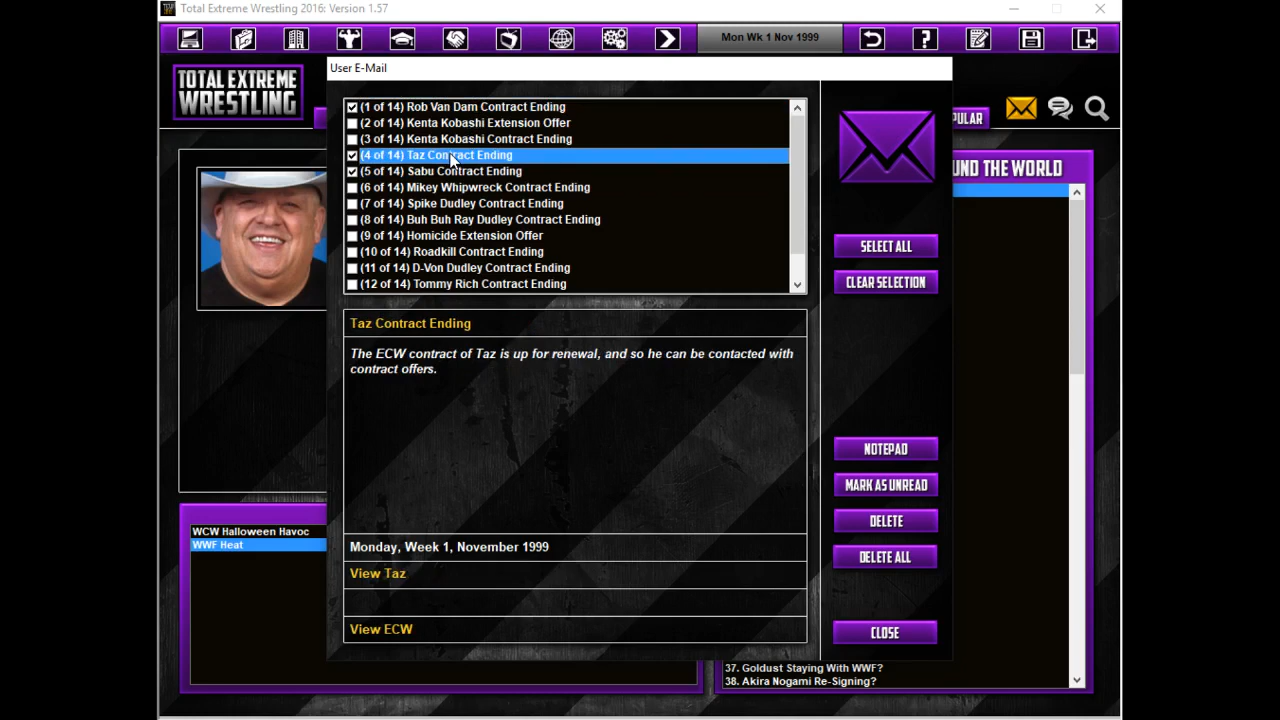 Total Extreme Wrestling 2016: Version 1.57
Mon Wk 1 Nov 1999
User E-Mail
TOTAL EXTREME
WRESTLING
(1 of 14) Rob Van Dam Contract Ending
(2 of 14) Kenta Kobashi Extension Offer
(3 of 14) Kenta Kobashi Contract Ending
(4 of 14) Taz Contract Ending
(5 of 14) Sabu Contract Ending
(6 of 14) Mikey Whipwreck Contract Ending
(7 of 14) Spike Dudley Contract Ending
(8 of 14) Buh Buh Ray Dudley Contract Ending
(9 of 14) Homicide Extension Offer
(10 of 14) Roadkill Contract Ending
(11 of 14) D-Von Dudley Contract Ending
(12 of 14) Tommy Rich Contract Ending
PULAR
UND THE WORLD
SELECT ALL
CLEAR SELECTION
Taz Contract Ending
The ECW contract of Taz is up for renewal, and so he can be contacted with
contract offers.
NOTEPAD
MARK AS UNREAD
DELETE
DELETE ALL
WCW Halloween Havoc
WWF Heat
Monday, Week 1, November 1999
View Taz
View ECW
CLOSE
37. Goldust Staying With WWF?
38. Akira Nogami Re-Signing?